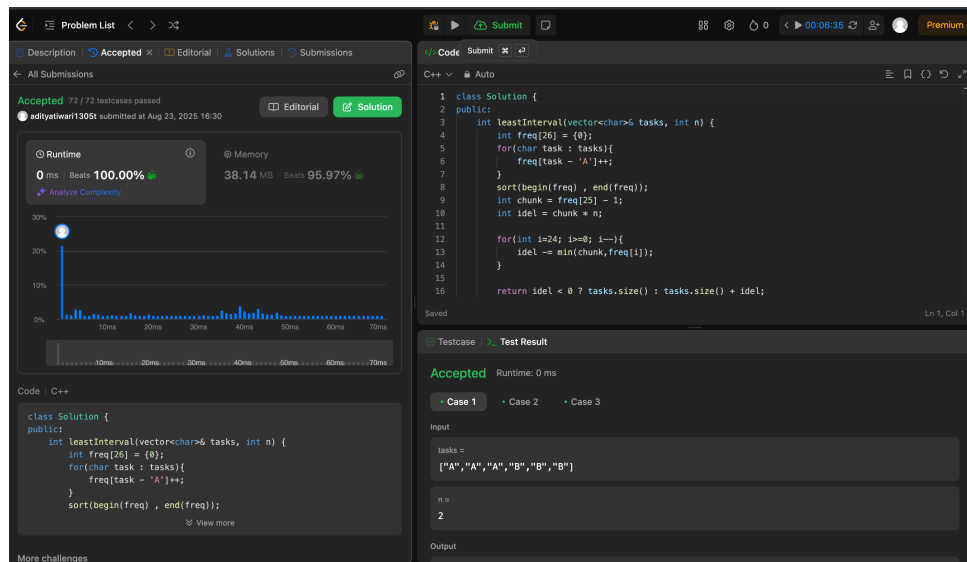 Problem List
Submit
0
00:06:35
Premium
Description | Accepted × | Editorial | Solutions | Submissions
← All Submissions
Accepted 72 / 72 testcases passed
adityatiwari1305t submitted at Aug 23, 2025 16:30
Editorial
Solution
Runtime
0 ms | Beats 100.00%
Analyze Complexity
Memory
38.14 MB | Beats 95.97%
30%
20%
10%
0%
10ms 20ms 30ms 40ms 50ms 60ms 70ms
10ms 20ms 30ms 40ms 50ms 60ms 70ms
Code | C++
class Solution {
public:
    int leastInterval(vector<char>& tasks, int n) {
        int freq[26] = {0};
        for(char task : tasks){
            freq[task - 'A']++;
        }
        sort(begin(freq) , end(freq));
View more
More challenges
</> Code
Submit ⌘ ⏎
C++ Auto
1 class Solution {
2 public:
3     int leastInterval(vector<char>& tasks, int n) {
4         int freq[26] = {0};
5         for(char task : tasks){
6             freq[task - 'A']++;
7         }
8         sort(begin(freq) , end(freq));
9         int chunk = freq[25] - 1;
10         int idel = chunk * n;
11
12         for(int i=24; i>=0; i--){
13             idel -= min(chunk,freq[i]);
14         }
15
16         return idel < 0 ? tasks.size() : tasks.size() + idel;
Saved
Ln 1, Col 1
Testcase | >_ Test Result
Accepted Runtime: 0 ms
• Case 1 • Case 2 • Case 3
Input
tasks =
["A","A","A","B","B","B"]
n =
2
Output